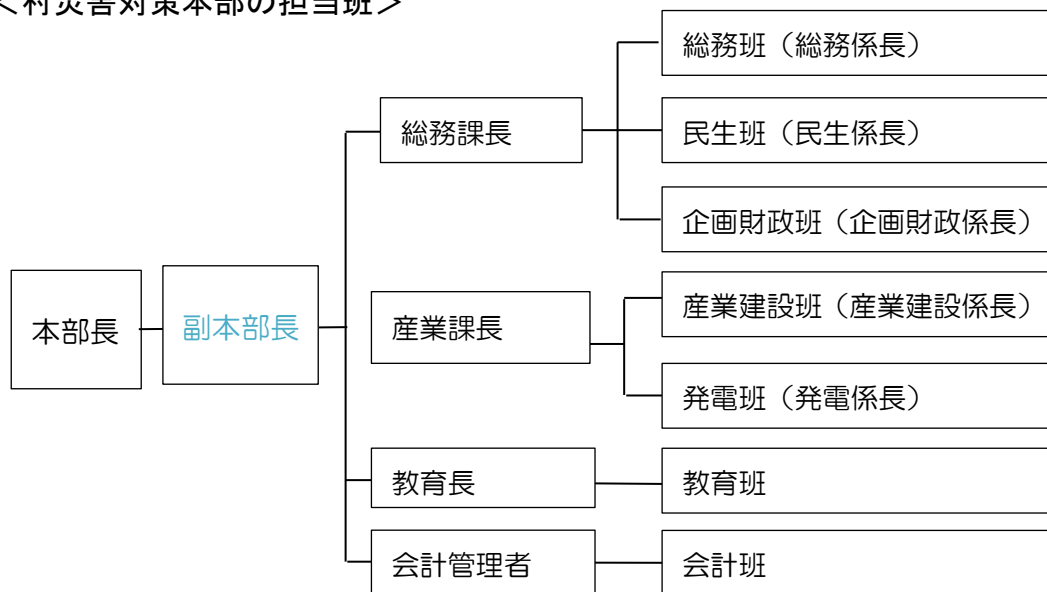 ＜村災害対策本部の担当班＞
総務班（総務係長）
総務課長
民生班（民生係長）
企画財政班（企画財政係長）
本部長
副本部長
産業課長
産業建設班（産業建設係長）
発電班（発電係長）
教育長
教育班
会計管理者
会計班